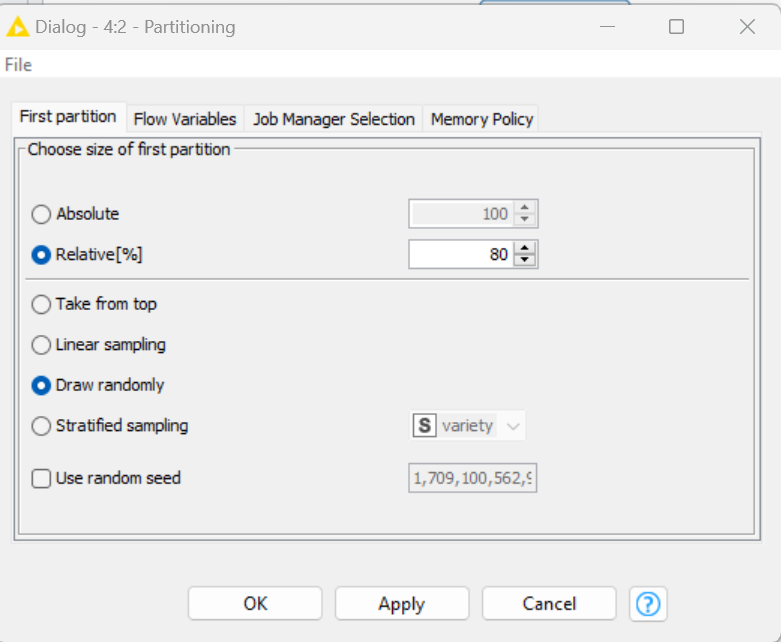 Dialog - 4:2 - Partitioning
File
First partition Flow Variables Job Manager Selection Memory Policy
Choose size of first partition
Absolute 100
Relative[%] 80
Take from top
Linear sampling
Draw randomly
Stratified sampling S variety
Use random seed 1,709,100,562,9
OK Apply Cancel ?